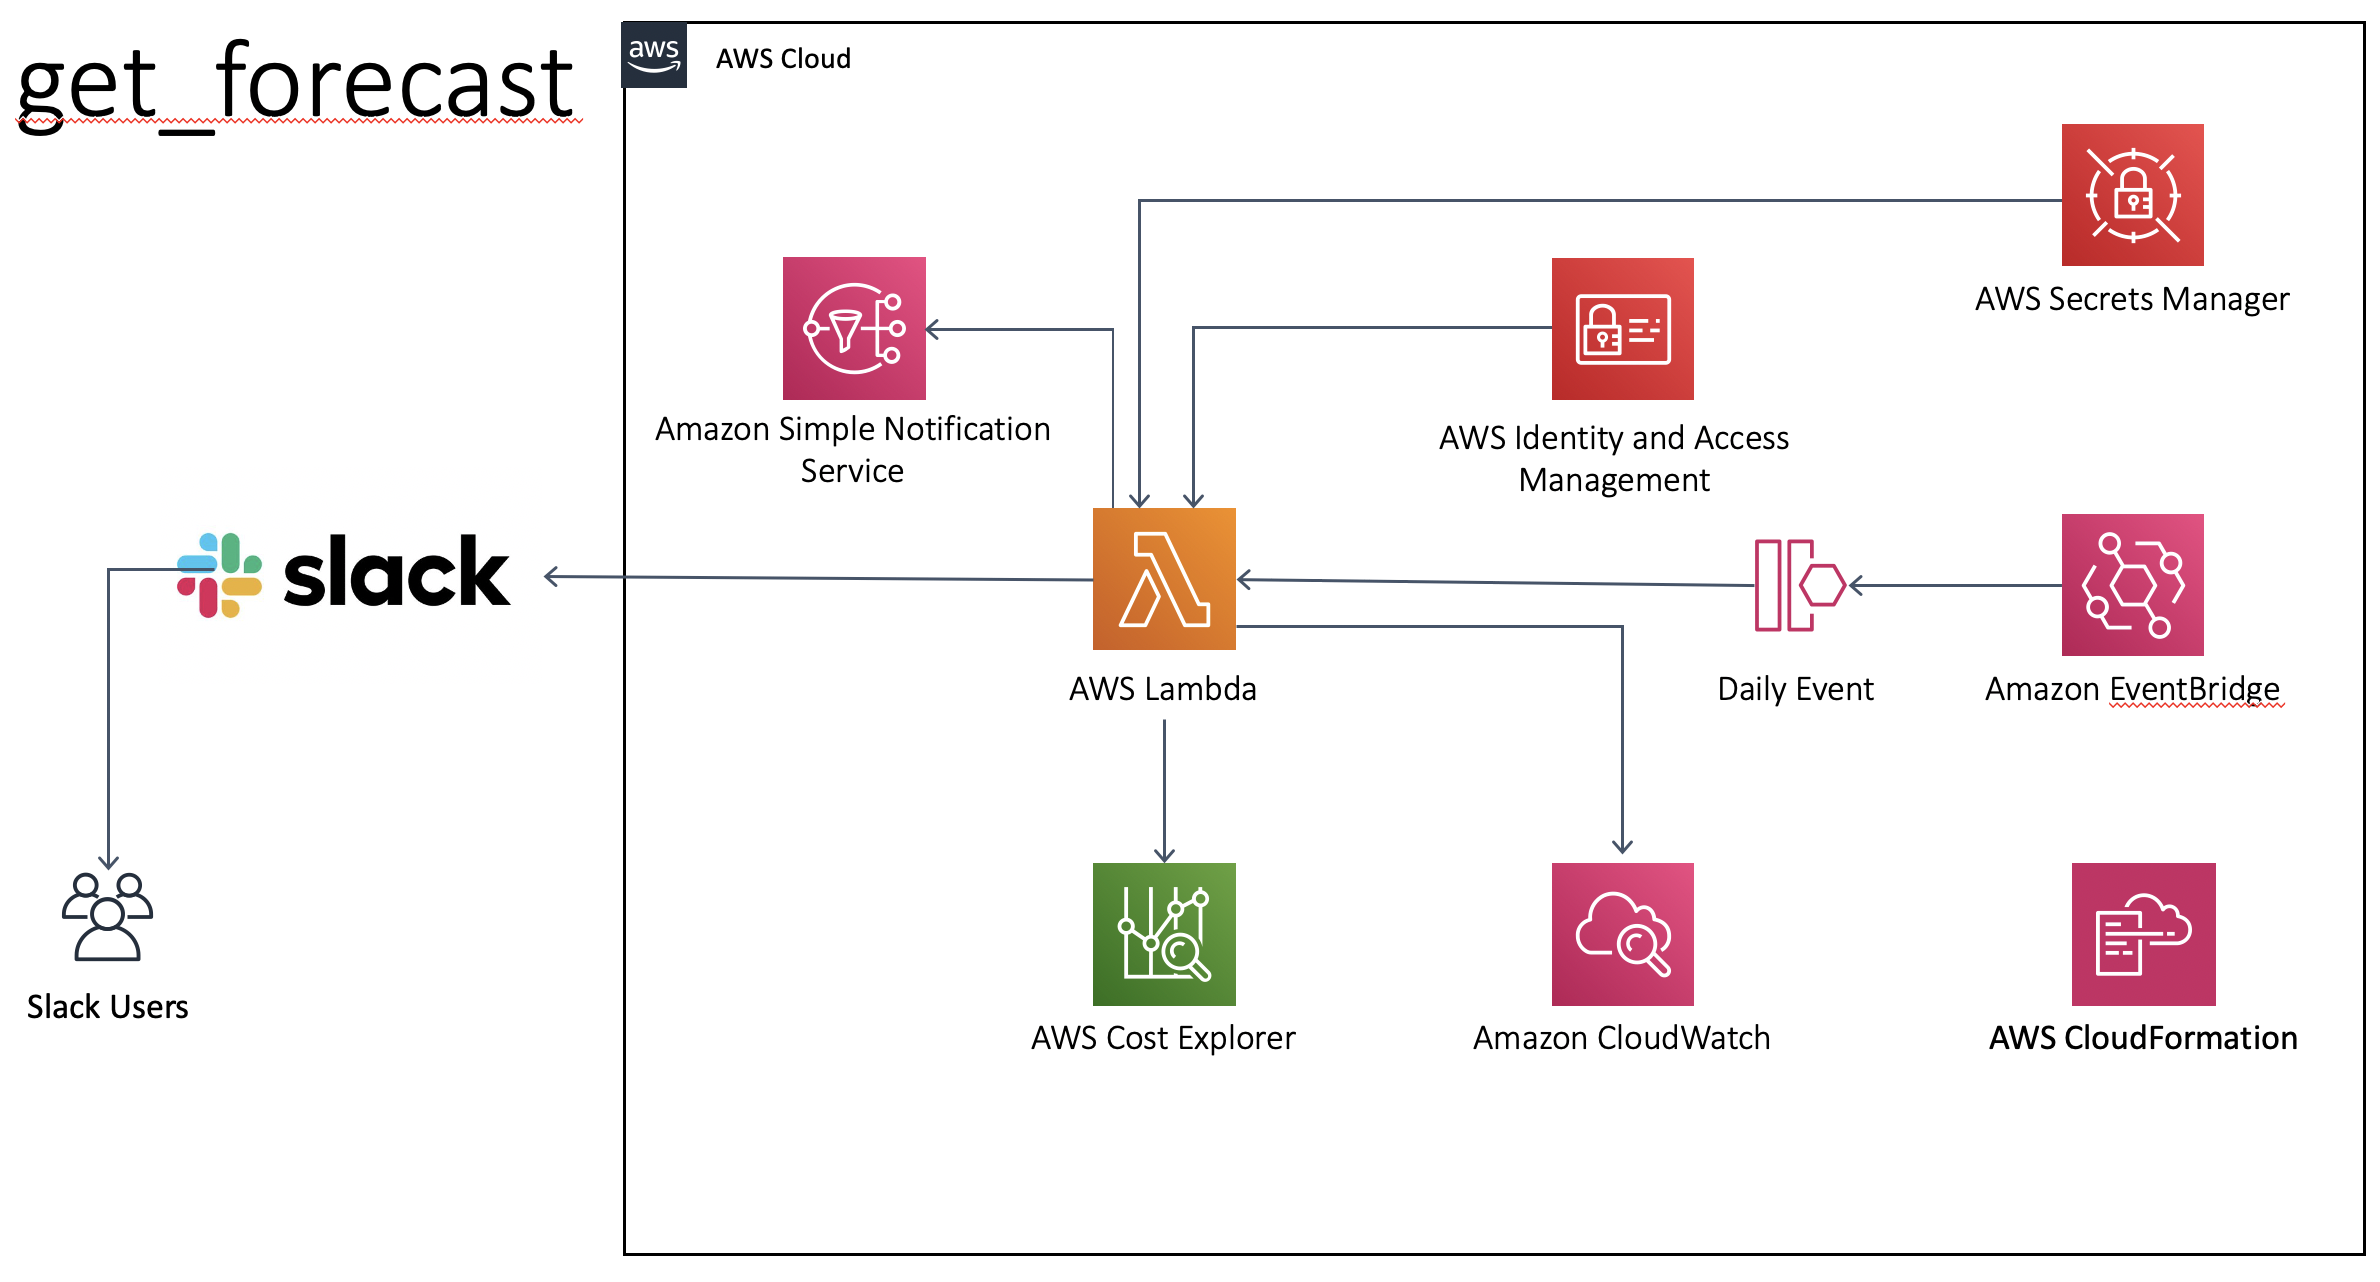 get_forecast
aws
AWS Cloud
AWS Secrets Manager
Amazon Simple Notification
Service
AWS Identity and Access
Management
slack
AWS Lambda
Daily Event
Amazon EventBridge
Slack Users
AWS Cost Explorer
Amazon CloudWatch
AWS CloudFormation